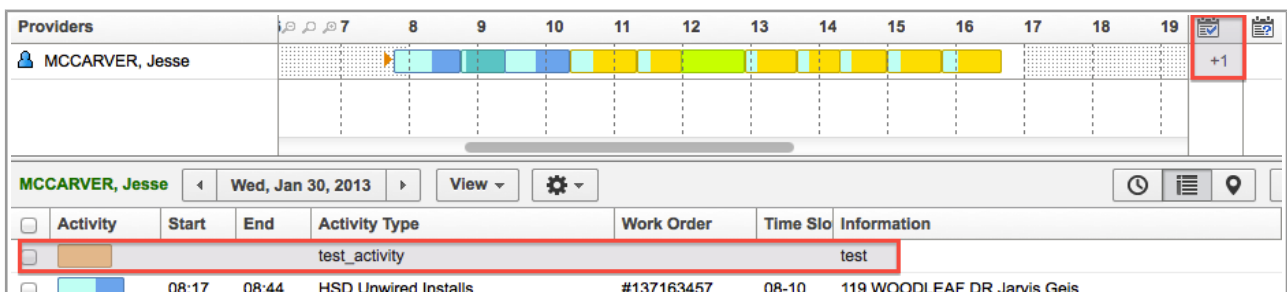 Providers 7 8 9 10 11 12 13 14 15 16 17 18 19
MCCARVER, Jesse +1
MCCARVER, Jesse Wed, Jan 30, 2013 View
Activity Start End Activity Type Work Order Time Slo Information
test_activity test
08:17 08:44 HSD Unwired Installs #137163457 08-10 119 WOODLEAF DR Jarvis Geis